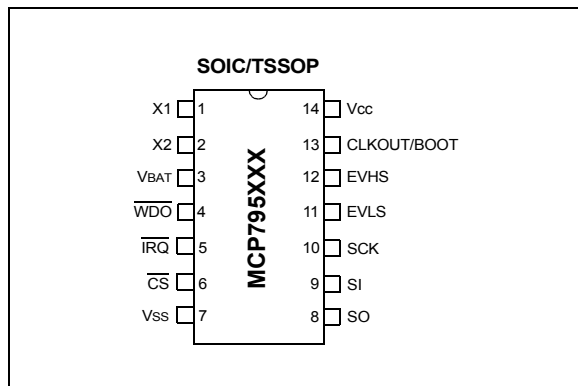 SOIC/TSSOP
X1 1 14 Vcc
X2 2 13 CLKOUT/BOOT
VBAT 3 12 EVHS
WDO 4 11 EVLS
IRQ 5 10 SCK
CS 6 9 SI
Vss 7 8 SO
MCP795XXX